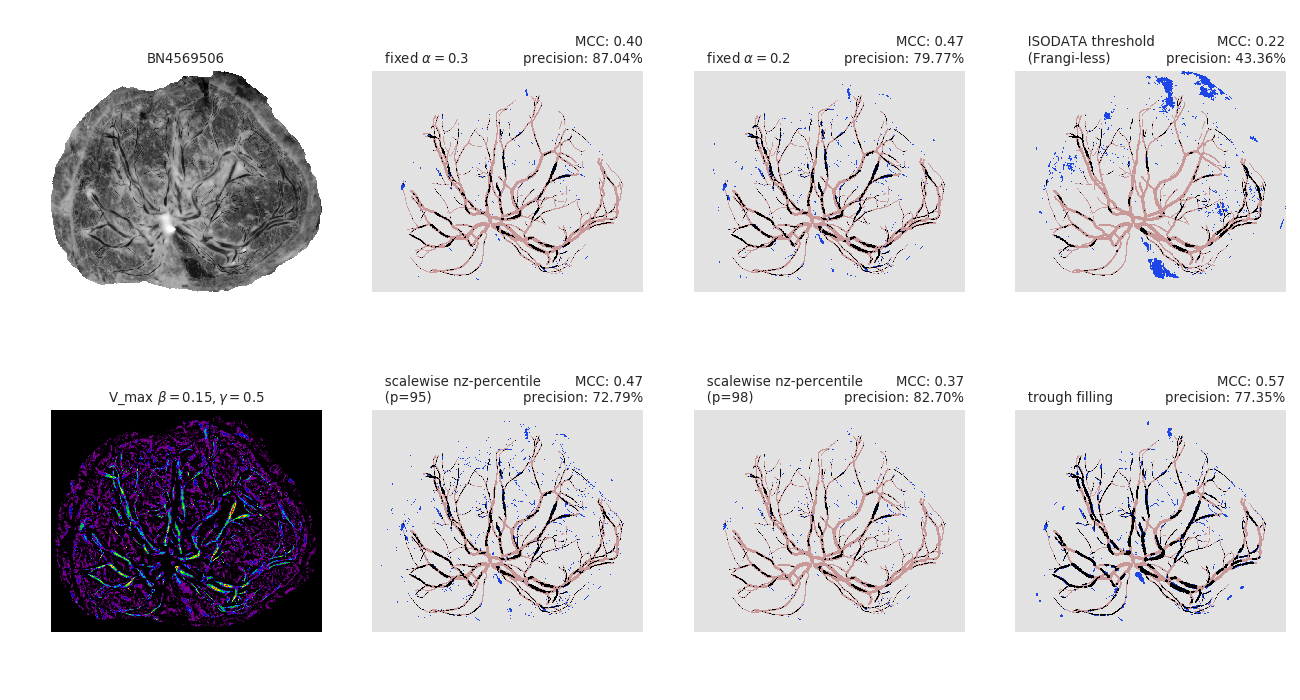 BN4569506
MCC: 0.40
fixed α = 0.3 precision: 87.04%
MCC: 0.47
fixed α = 0.2 precision: 79.77%
ISODATA threshold MCC: 0.22
(Frangi-less) precision: 43.36%
V_max β = 0.15, γ = 0.5
scalewise nz-percentile MCC: 0.47
(p=95) precision: 72.79%
scalewise nz-percentile MCC: 0.37
(p=98) precision: 82.70%
MCC: 0.57
trough filling precision: 77.35%